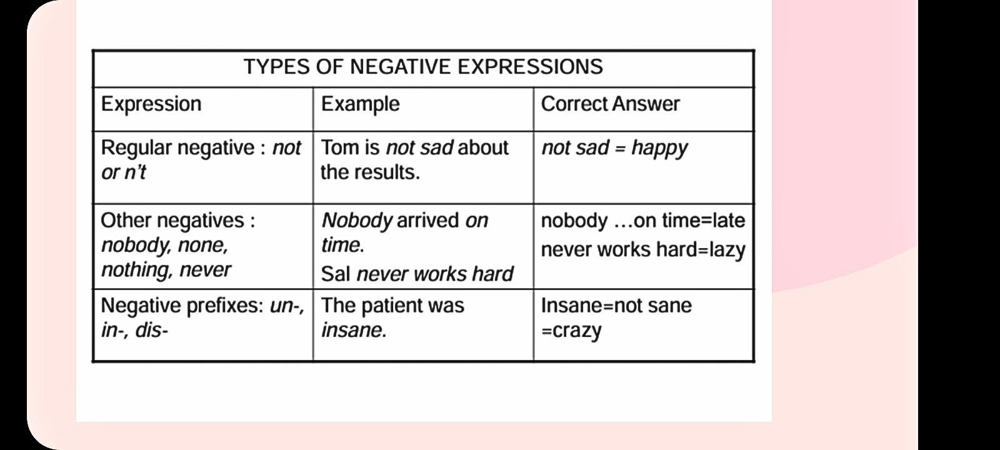 TYPES OF NEGATIVE EXPRESSIONS
Expression
Example
Correct Answer
Regular negative : not
or n't
Tom is not sad about
the results.
not sad = happy
Other negatives :
nobody, none,
nothing, never
Nobody arrived on
time.
Sal never works hard
nobody ...on time=late
never works hard=lazy
Negative prefixes: un-,
in-, dis-
The patient was
insane.
Insane=not sane
=crazy